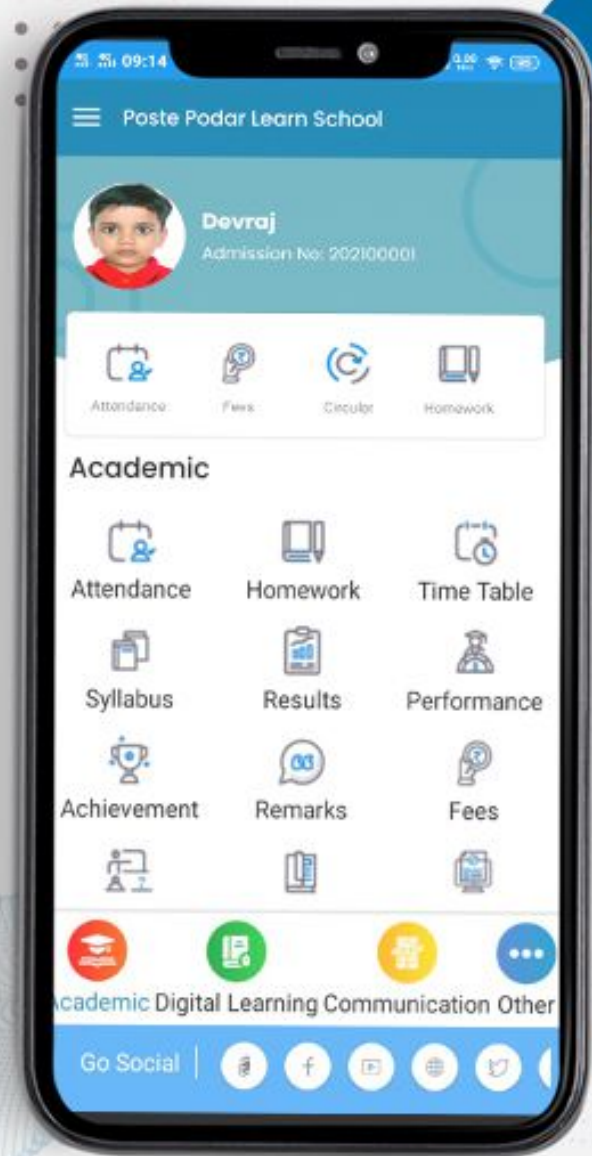 09:14
Poste Podar Learn School
Devraj
Admission No: 202100001
Attendance Fees Circular Homework
Academic
Attendance Homework Time Table
Syllabus Results Performance
Achievement Remarks Fees
Academic Digital Learning Communication Other
Go Social